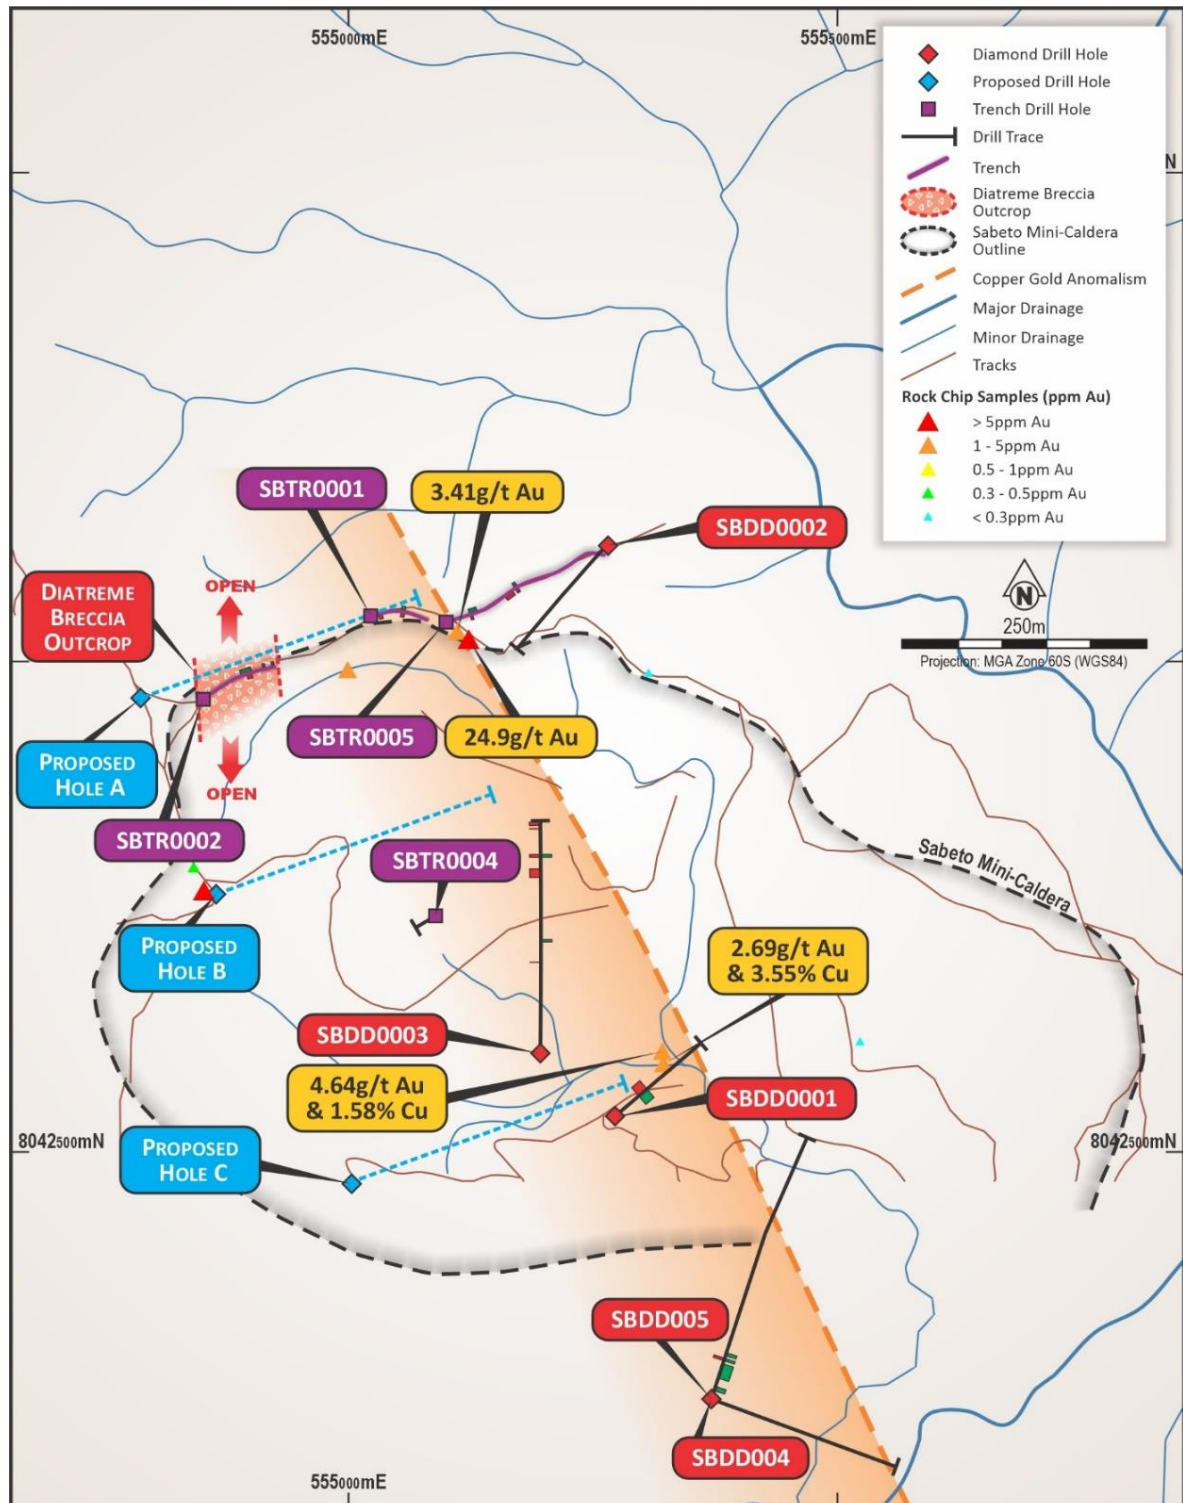 555000mE
555500mE
Diamond Drill Hole
Proposed Drill Hole
Trench Drill Hole
Drill Trace
Trench
N
Diatreme Breccia
Outcrop
Sabeto Mini-Caldera
Outline
Copper Gold Anomalism
Major Drainage
Minor Drainage
Tracks
Rock Chip Samples (ppm Au)
> 5ppm Au
1 - 5ppm Au
0.5 - 1ppm Au
0.3 - 0.5ppm Au
< 0.3ppm Au
N
250m
Projection: MGA Zone 60S (WGS84)
SBTR0001
3.41g/t Au
SBDD0002
DIATREME
BRECCIA
OUTCROP
OPEN
SBTR0005
24.9g/t Au
PROPOSED
HOLE A
OPEN
SBTR0002
SBTR0004
Sabeto Mini-Caldera
PROPOSED
HOLE B
2.69g/t Au
& 3.55% Cu
SBDD0003
4.64g/t Au
& 1.58% Cu
SBDD0001
8042500mN
8042500mN
PROPOSED
HOLE C
SBDD005
SBDD004
555000mE